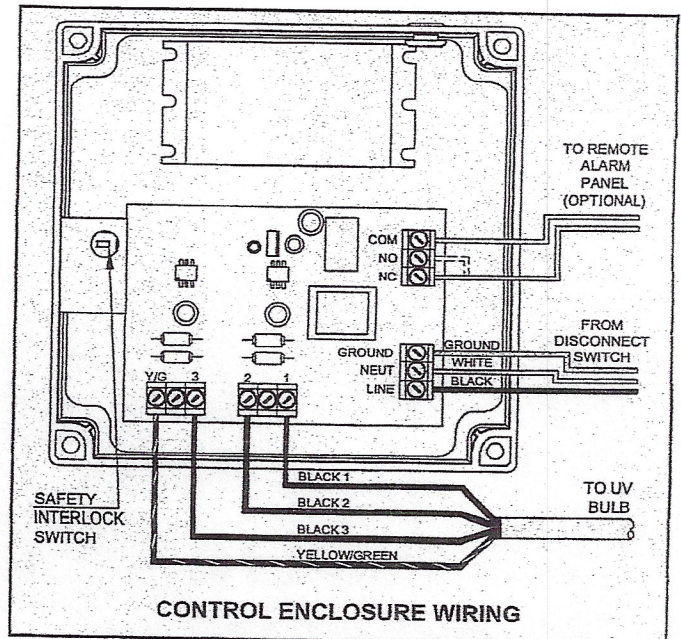 TO REMOTE
ALARM
PANEL
(OPTIONAL)
COM
NO
NC
FROM
DISCONNECT
SWITCH
GROUND
GROUND
NEUT
WHITE
LINE
BLACK
Y/G
3
2
1
BLACK 1
BLACK 2
BLACK 3
YELLOW/GREEN
TO UV
BULB
SAFETY
INTERLOCK
SWITCH
CONTROL ENCLOSURE WIRING